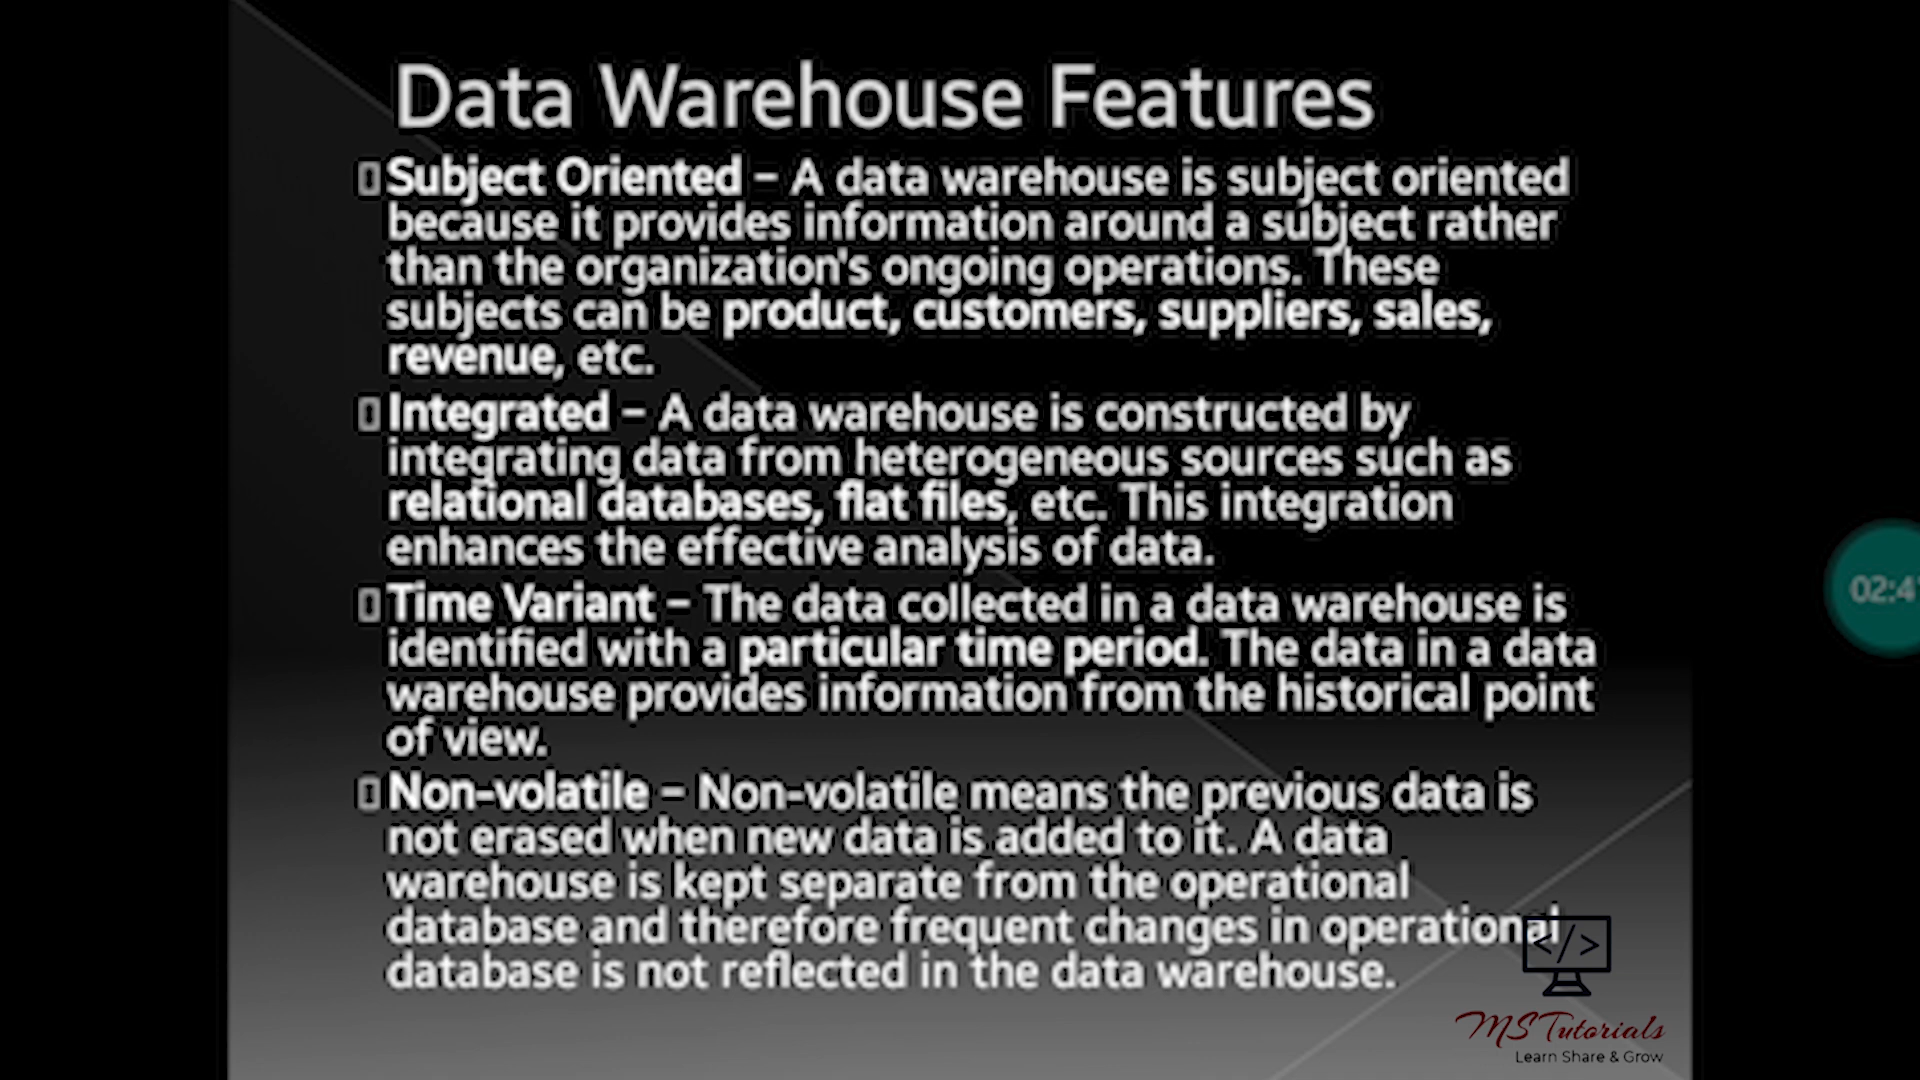 Data Warehouse Features
Subject Oriented – A data warehouse is subject oriented
because it provides information around a subject rather
than the organization's ongoing operations. These
subjects can be product, customers, suppliers, sales,
revenue, etc.
Integrated – A data warehouse is constructed by
integrating data from heterogeneous sources such as
relational databases, flat files, etc. This integration
enhances the effective analysis of data.
Time Variant – The data collected in a data warehouse is
identified with a particular time period. The data in a data
warehouse provides information from the historical point
of view.
Non-volatile – Non-volatile means the previous data is
not erased when new data is added to it. A data
warehouse is kept separate from the operational
database and therefore frequent changes in operational
database is not reflected in the data warehouse.
</>
MS Tutorials
Learn Share & Grow